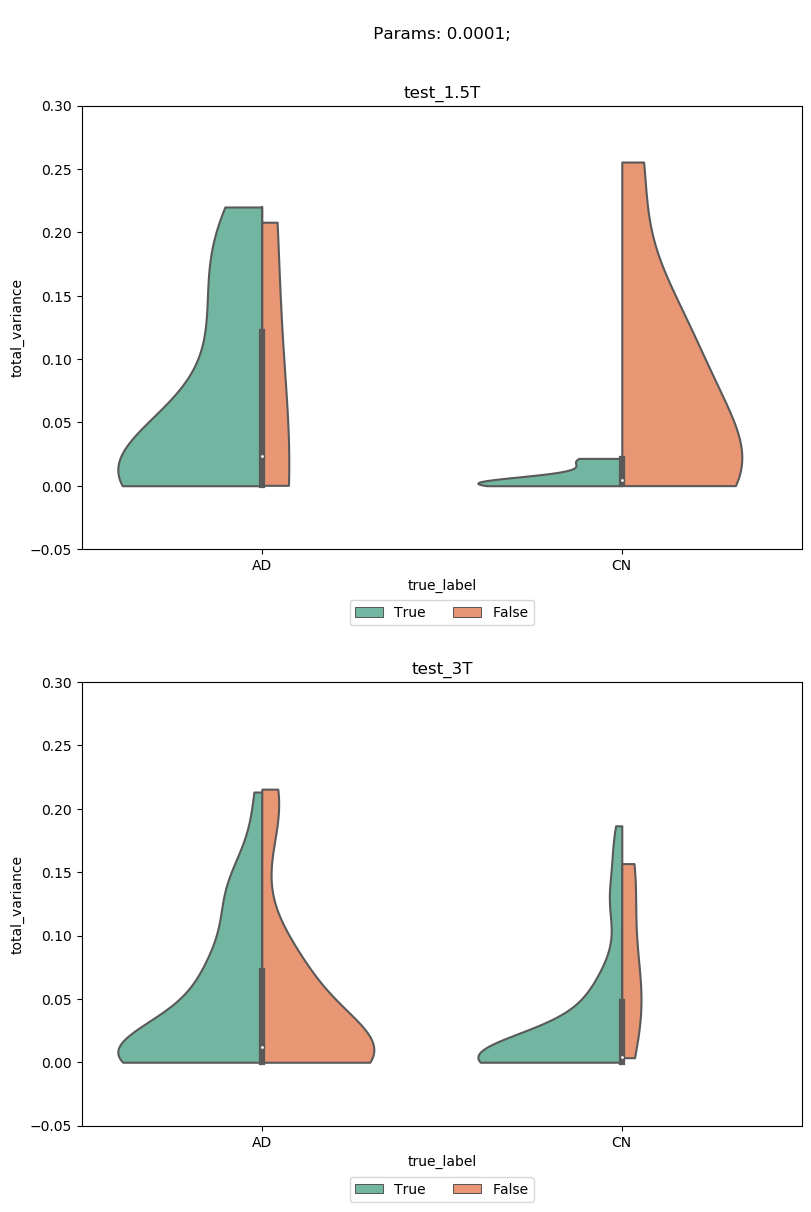 Params: 0.0001;
test_1.5T
0.30
0.25
0.20
0.15
0.10
0.05
0.00
−0.05
total_variance
AD CN
true_label
True False
test_3T
0.30
0.25
0.20
0.15
0.10
0.05
0.00
−0.05
total_variance
AD CN
true_label
True False